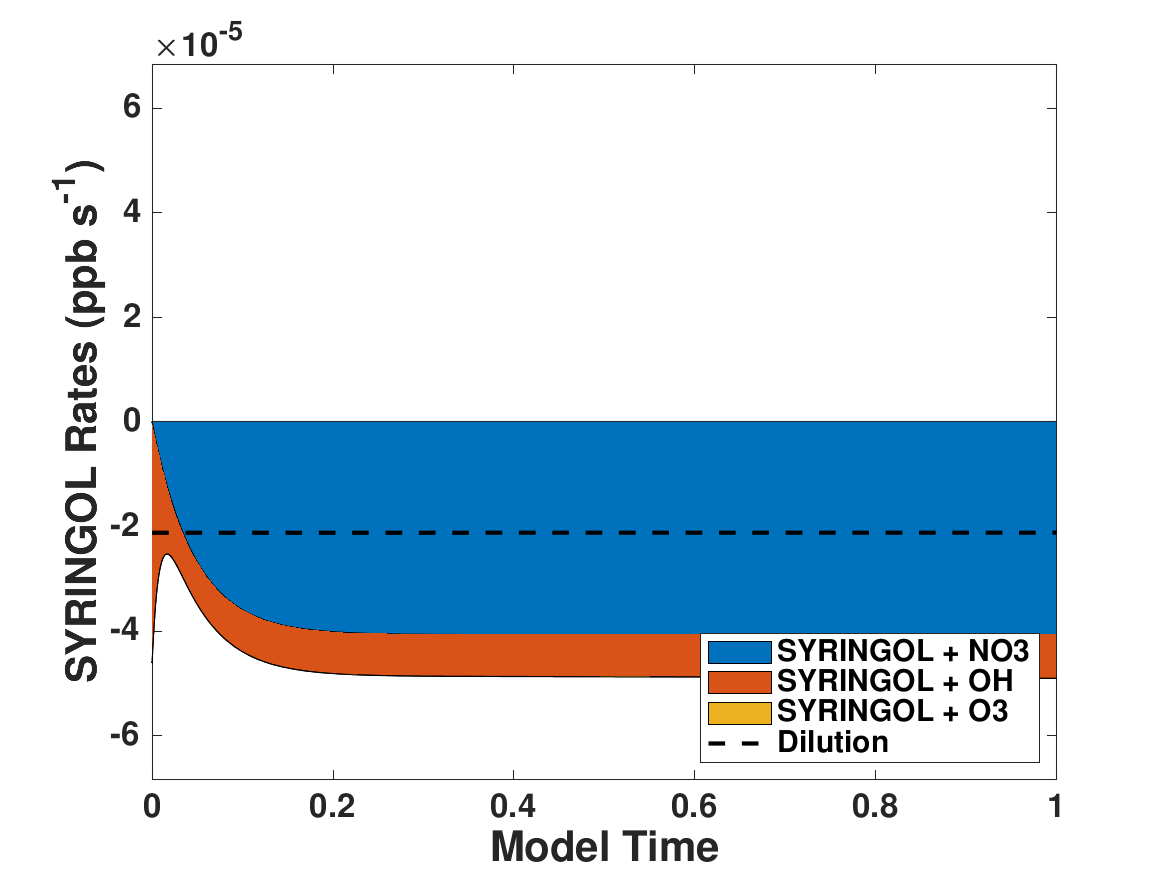 ×10-5
6
4
2
0
-2
-4
-6
SYRINGOL Rates (ppb s-1)
SYRINGOL + NO3
SYRINGOL + OH
SYRINGOL + O3
Dilution
0 0.2 0.4 0.6 0.8 1
Model Time